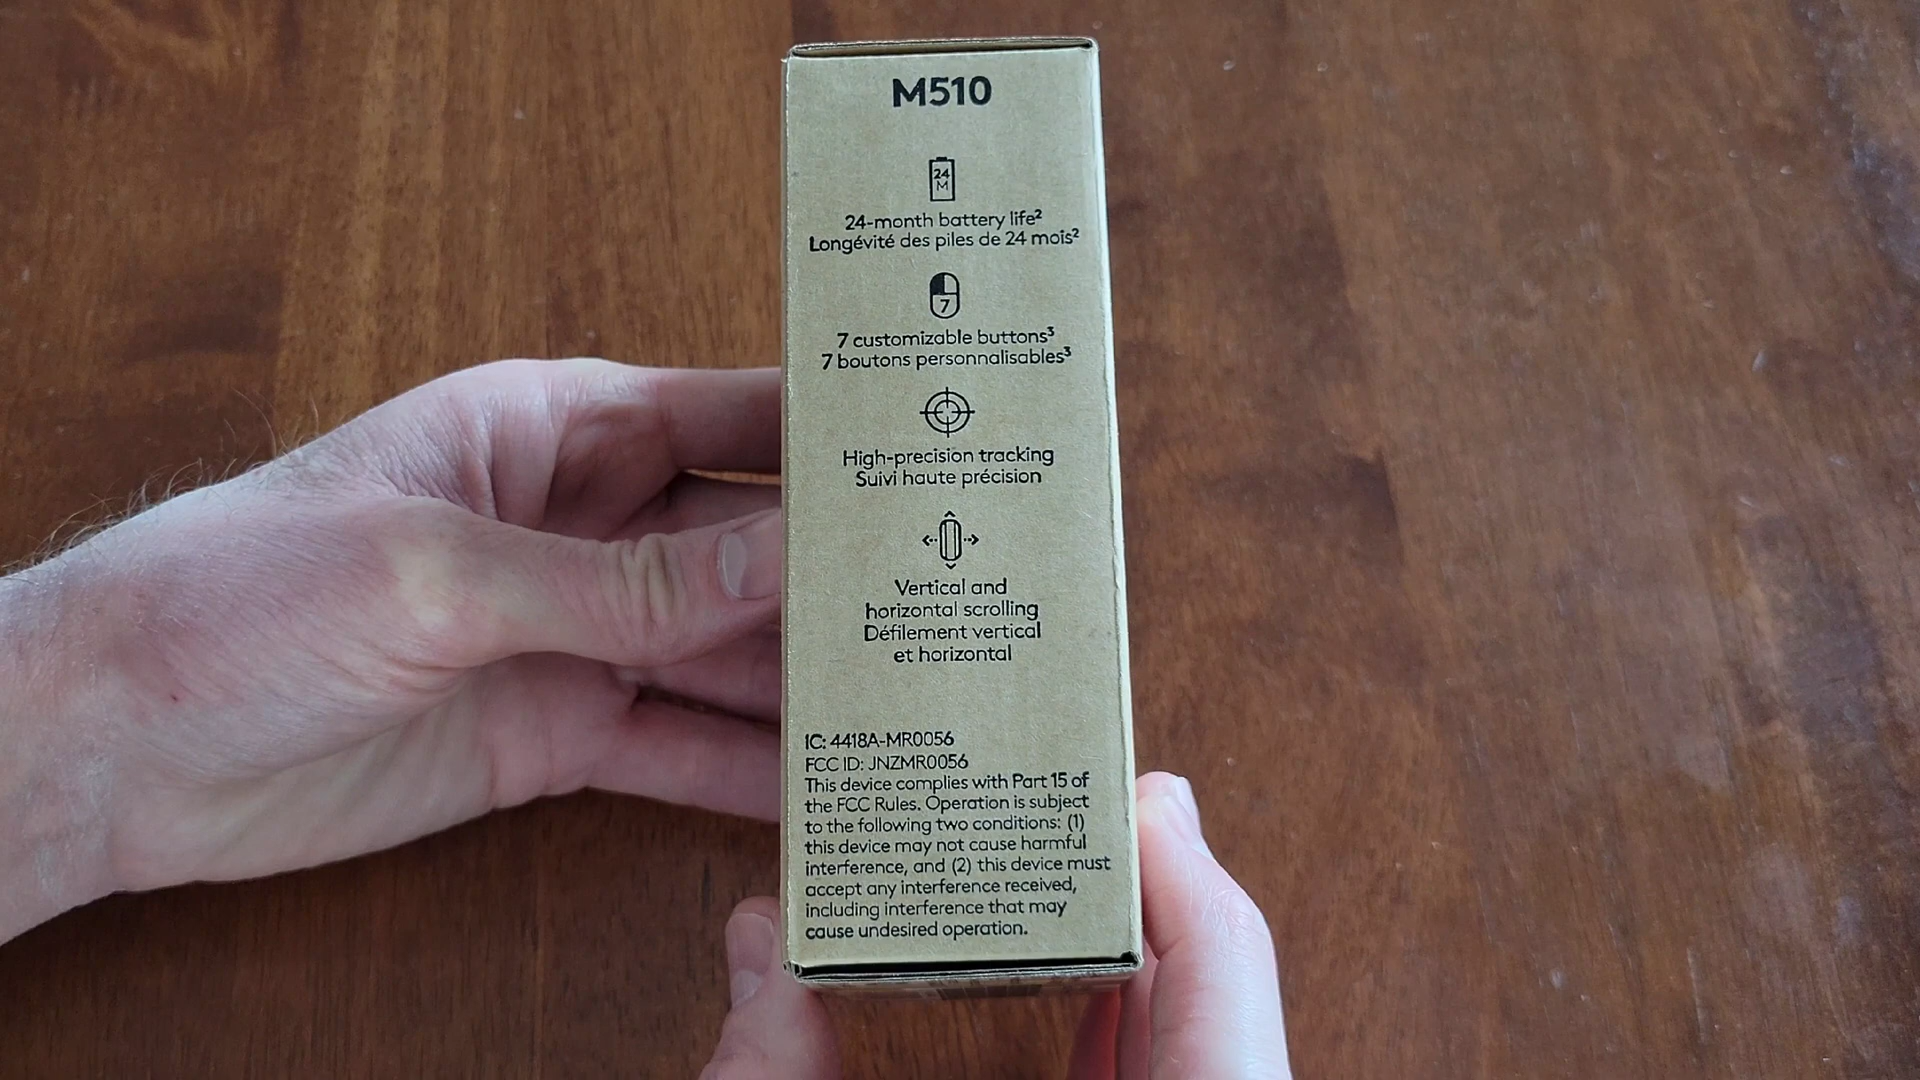 M510
24
M
24-month battery life²
Longévité des piles de 24 mois²
7
7 customizable buttons³
7 boutons personnalisables³
High-precision tracking
Suivi haute précision
Vertical and
horizontal scrolling
Défilement vertical
et horizontal
IC: 4418A-MR0056
FCC ID: JNZMR0056
This device complies with Part 15 of
the FCC Rules. Operation is subject
to the following two conditions: (1)
this device may not cause harmful
interference, and (2) this device must
accept any interference received,
including interference that may
cause undesired operation.